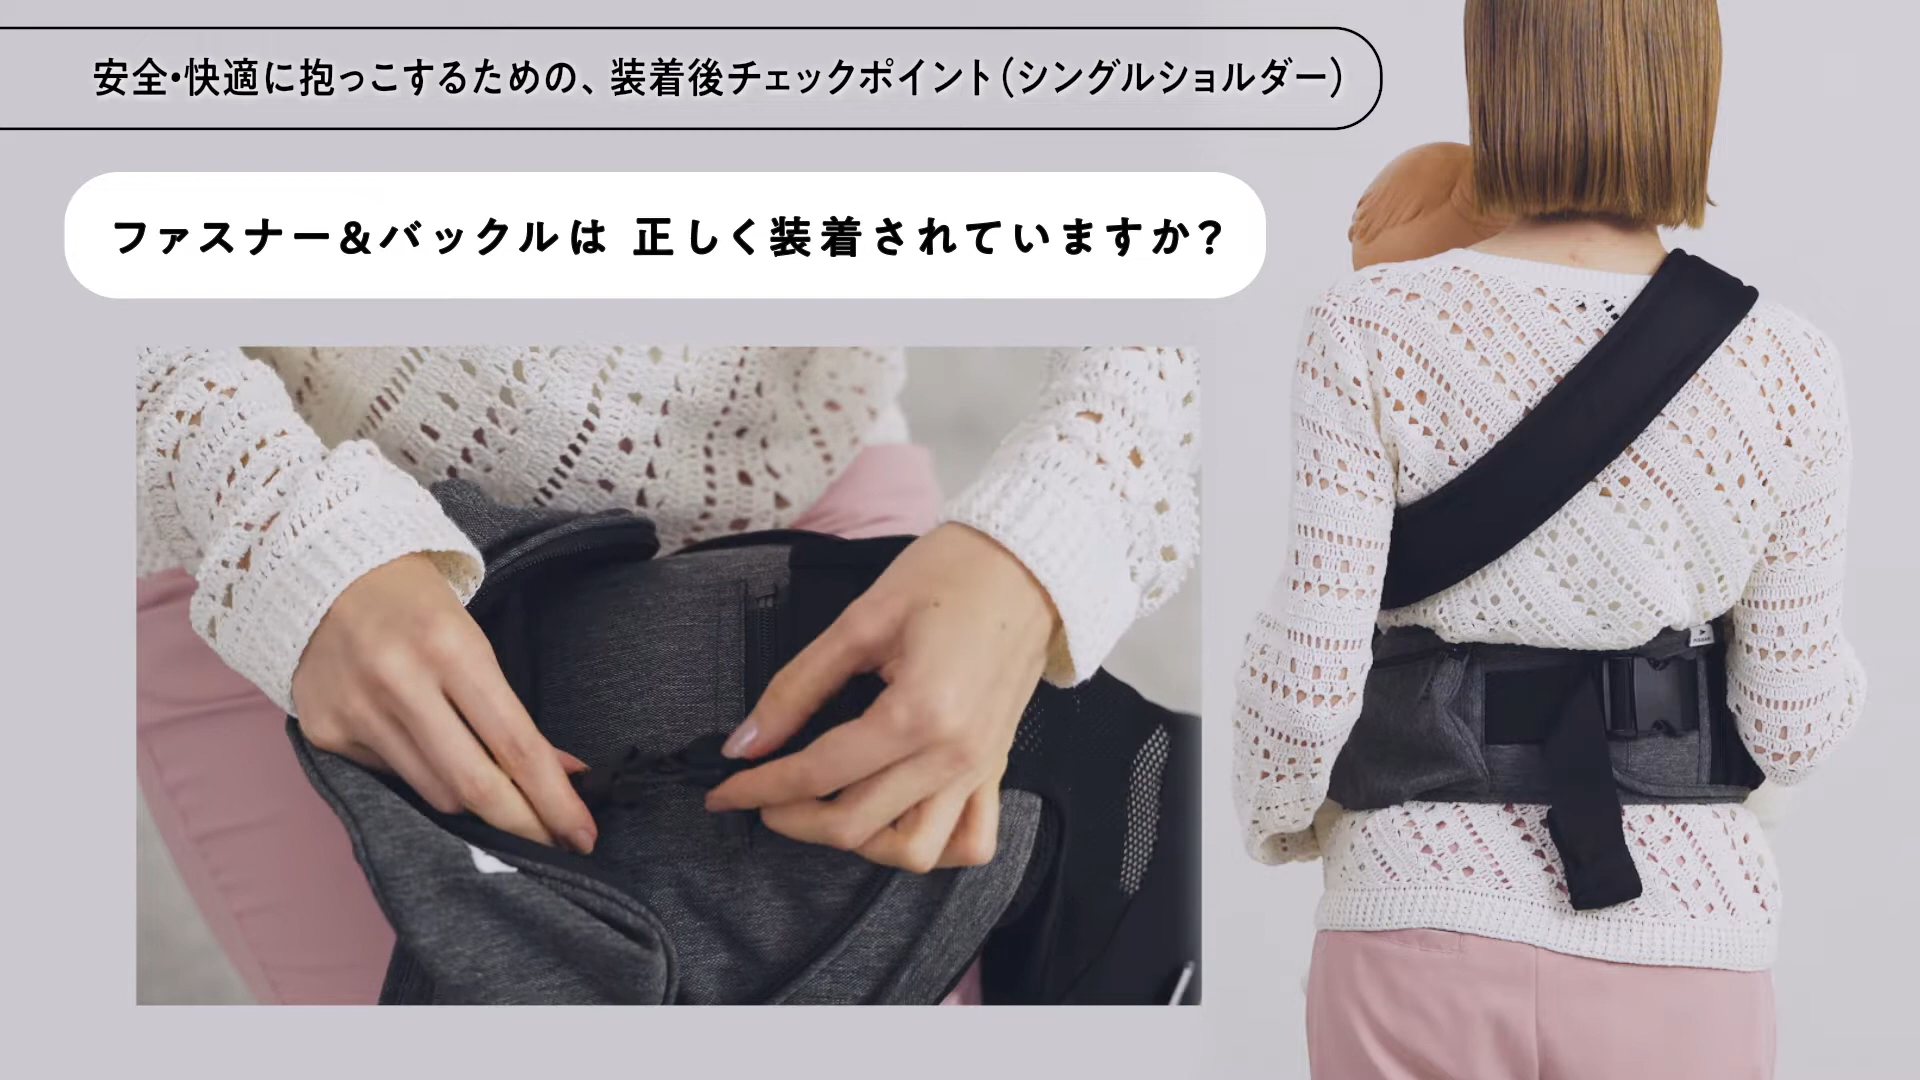 安全・快適に抱っこするための、装着後チェックポイント（シングルショルダー）
ファスナー＆バックルは 正しく装着されていますか？